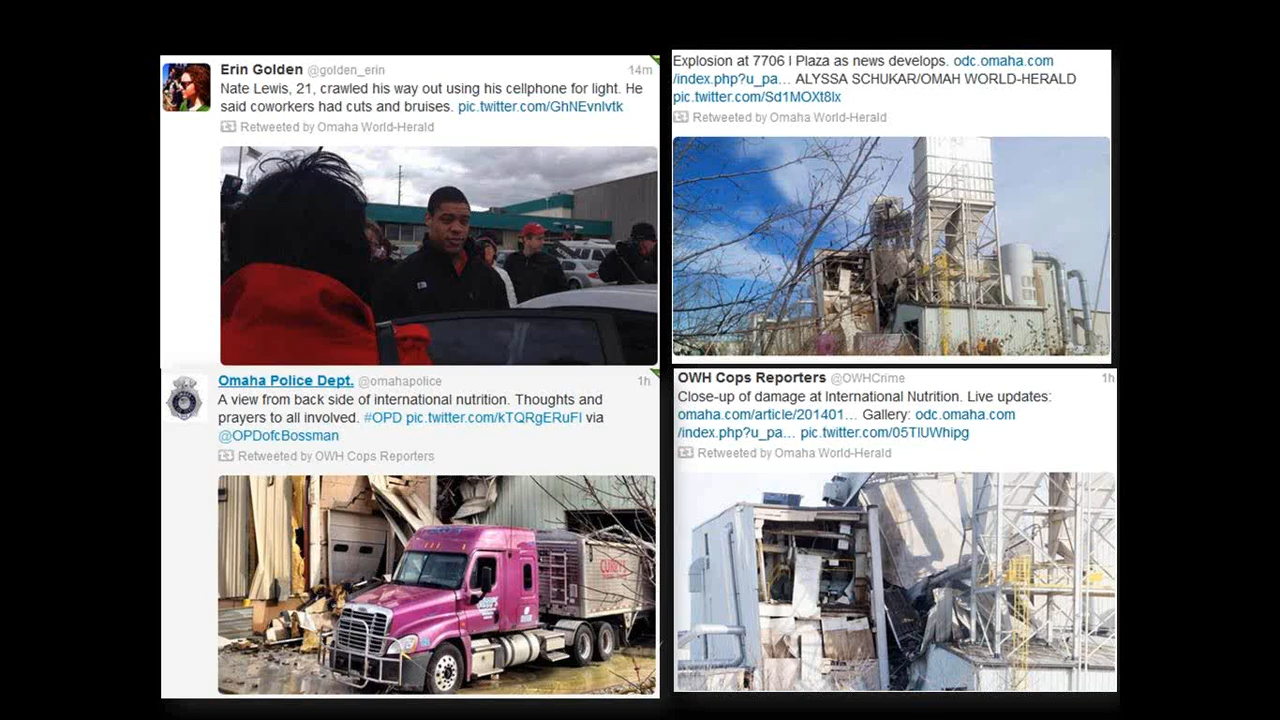 Erin Golden @golden_erin 14m
Nate Lewis, 21, crawled his way out using his cellphone for light. He
said coworkers had cuts and bruises. pic.twitter.com/GhNEvnlvtk
Retweeted by Omaha World-Herald
Explosion at 7706 I Plaza as news develops. odc.omaha.com
/index.php?u_pa... ALYSSA SCHUKAR/OMAH WORLD-HERALD
pic.twitter.com/Sd1MOXt8lx
Retweeted by Omaha World-Herald
Omaha Police Dept. @omahapolice 1h
A view from back side of international nutrition. Thoughts and
prayers to all involved. #OPD pic.twitter.com/kTQRgERuFl via
@OPDofcBossman
Retweeted by OWH Cops Reporters
OWH Cops Reporters @OWHCrime 1h
Close-up of damage at International Nutrition. Live updates:
omaha.com/article/201401... Gallery: odc.omaha.com
/index.php?u_pa... pic.twitter.com/05TlUWhipg
Retweeted by Omaha World-Herald